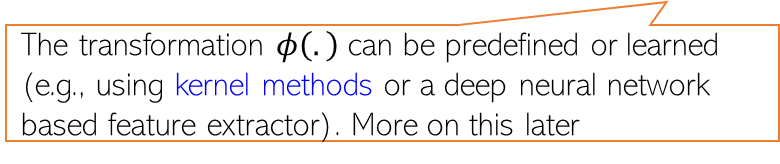 The transformation 𝝓(.) can be predefined or learned
(e.g., using kernel methods or a deep neural network
based feature extractor). More on this later